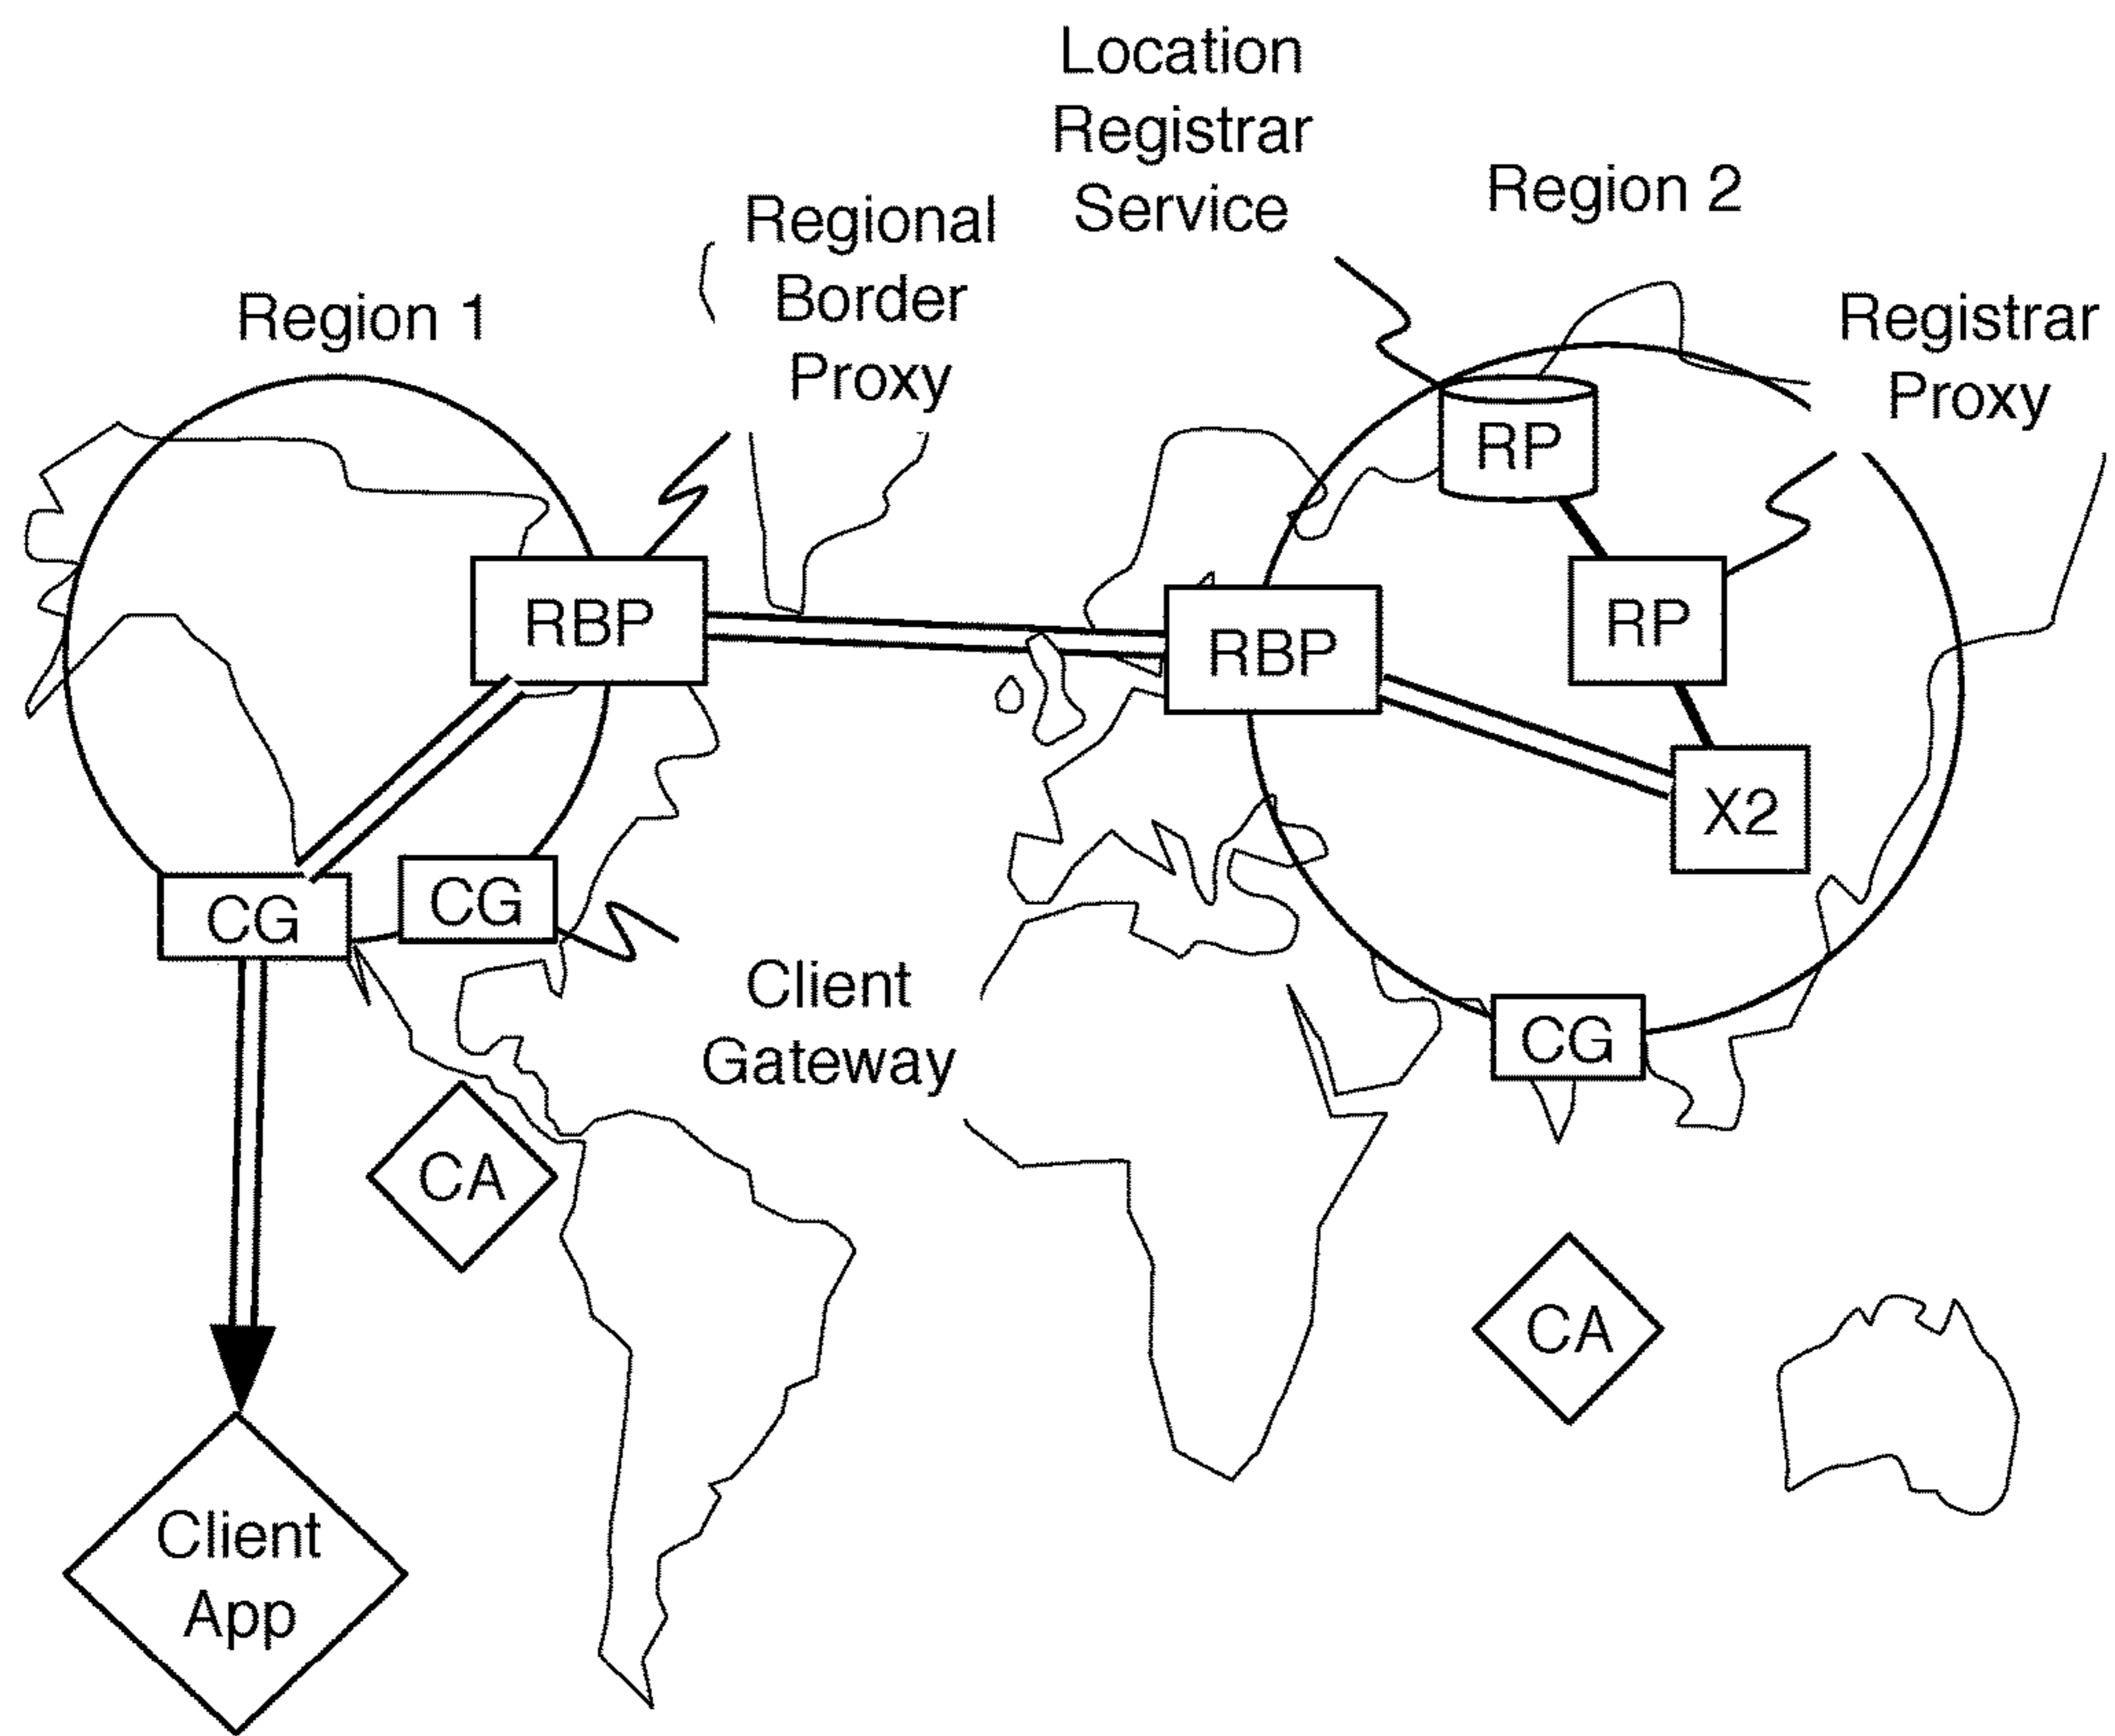 Location
Registrar
Service
Region 2
Regional
Border
Proxy
Region 1
Registrar
Proxy
RP
RBP
RBP
RP
X2
CG
CG
Client
Gateway
CG
CA
CA
Client
App